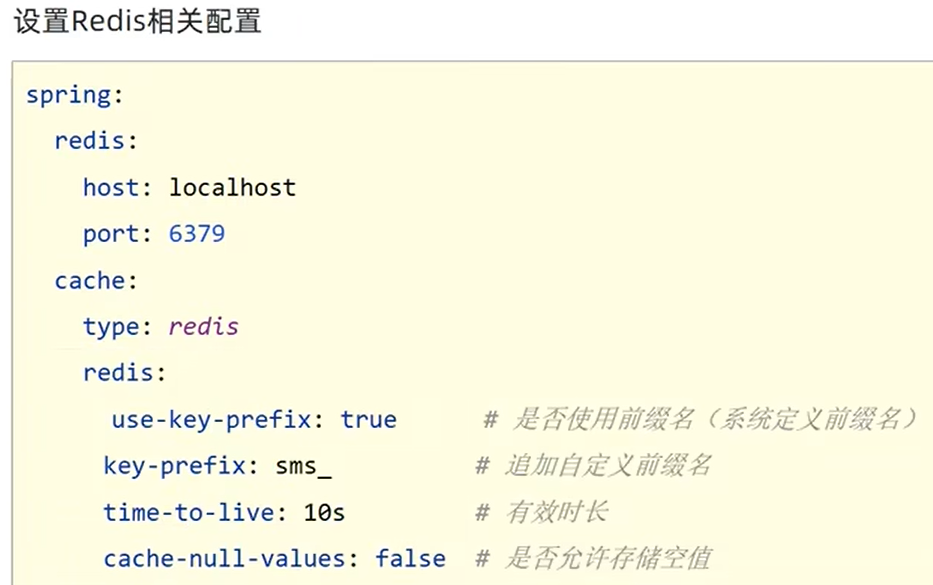 设置Redis相关配置
spring:
redis:
host: localhost
port: 6379
cache:
type: redis
redis:
use-key-prefix: true # 是否使用前缀名（系统定义前缀名）
key-prefix: sms_ # 追加自定义前缀名
time-to-live: 10s # 有效时长
cache-null-values: false # 是否允许存储空值